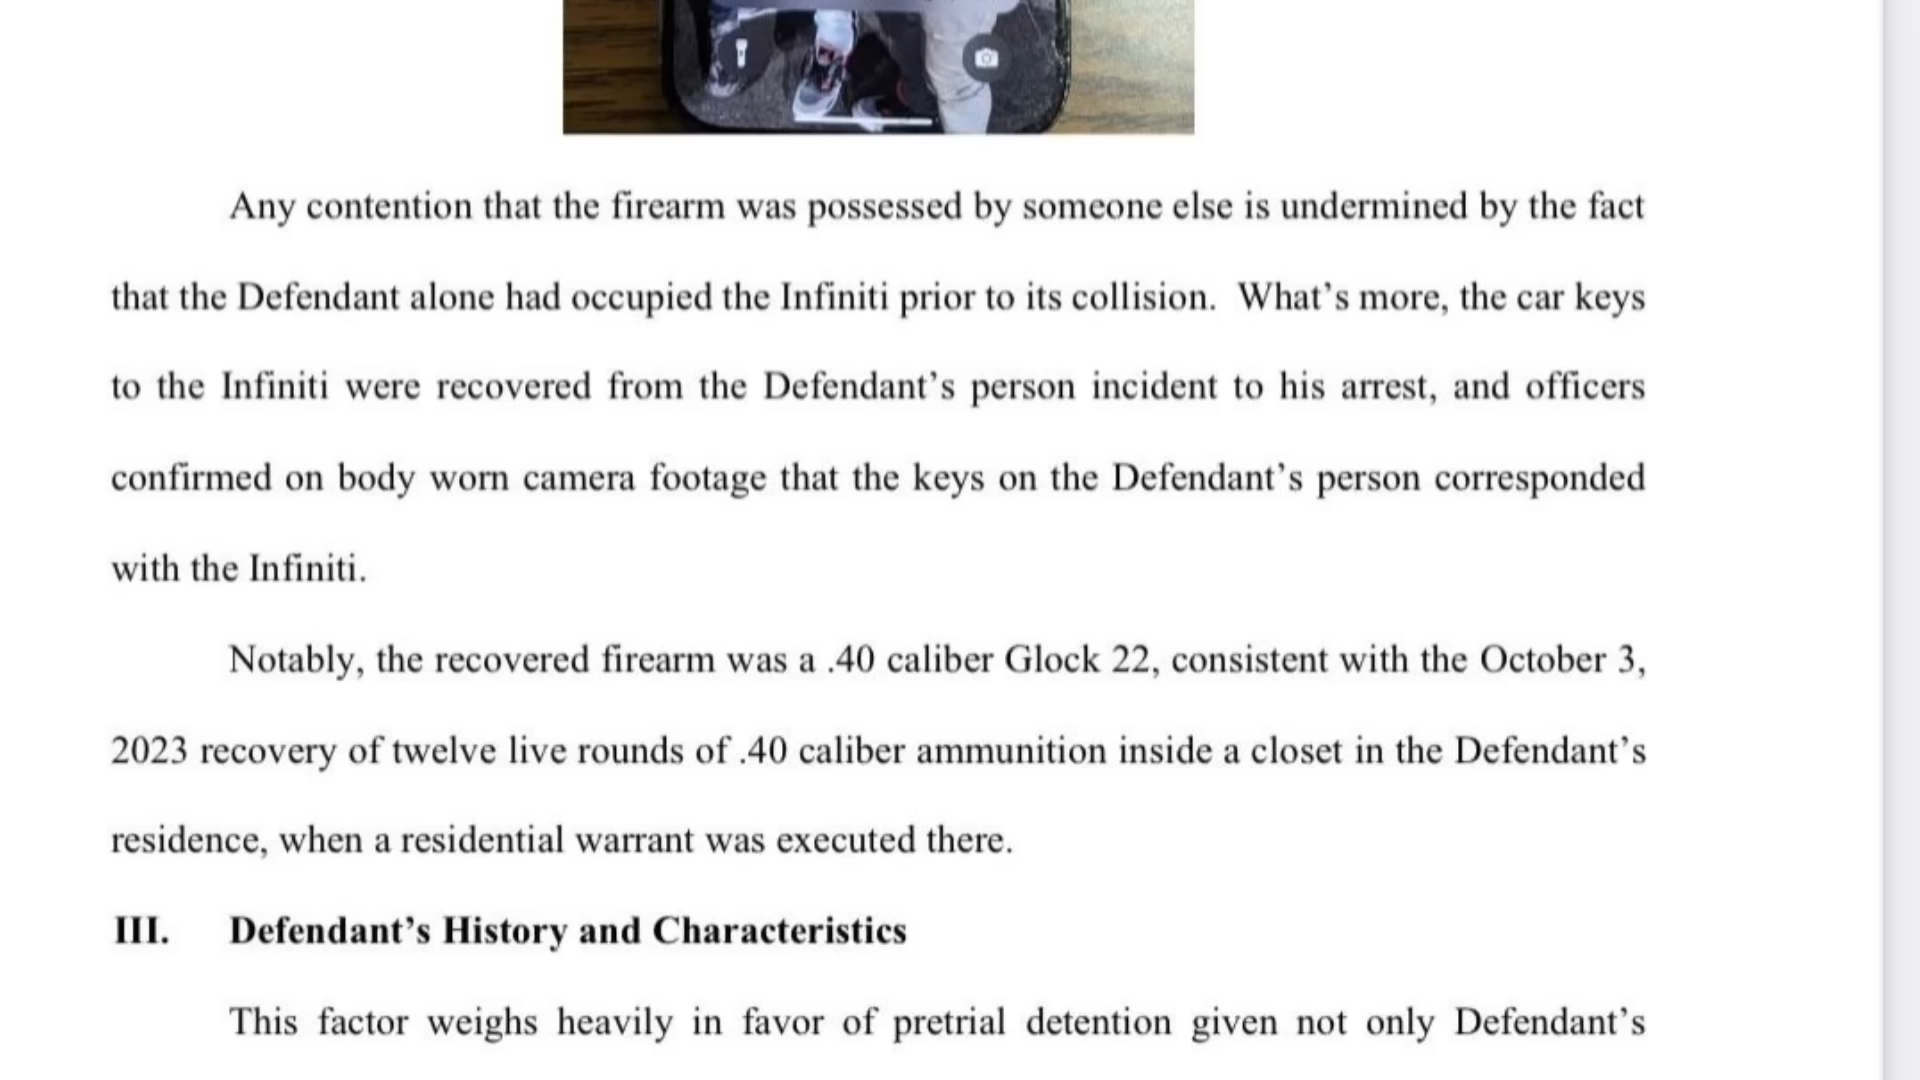 Any contention that the firearm was possessed by someone else is undermined by the fact
that the Defendant alone had occupied the Infiniti prior to its collision.  What’s more, the car keys
to the Infiniti were recovered from the Defendant’s person incident to his arrest, and officers
confirmed on body worn camera footage that the keys on the Defendant’s person corresponded
with the Infiniti.
Notably, the recovered firearm was a .40 caliber Glock 22, consistent with the October 3,
2023 recovery of twelve live rounds of .40 caliber ammunition inside a closet in the Defendant’s
residence, when a residential warrant was executed there.
III. Defendant’s History and Characteristics
This factor weighs heavily in favor of pretrial detention given not only Defendant’s